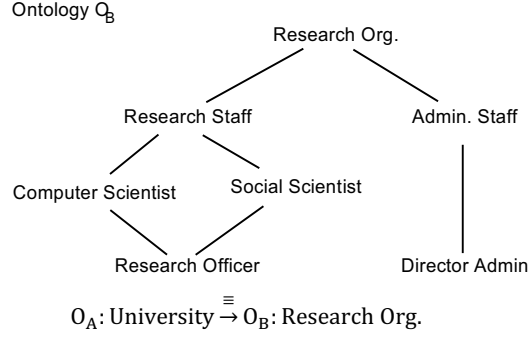 Ontology O_B
Research Org.
Research Staff
Admin. Staff
Computer Scientist
Social Scientist
Research Officer
Director Admin
O_A: University ≡→ O_B: Research Org.